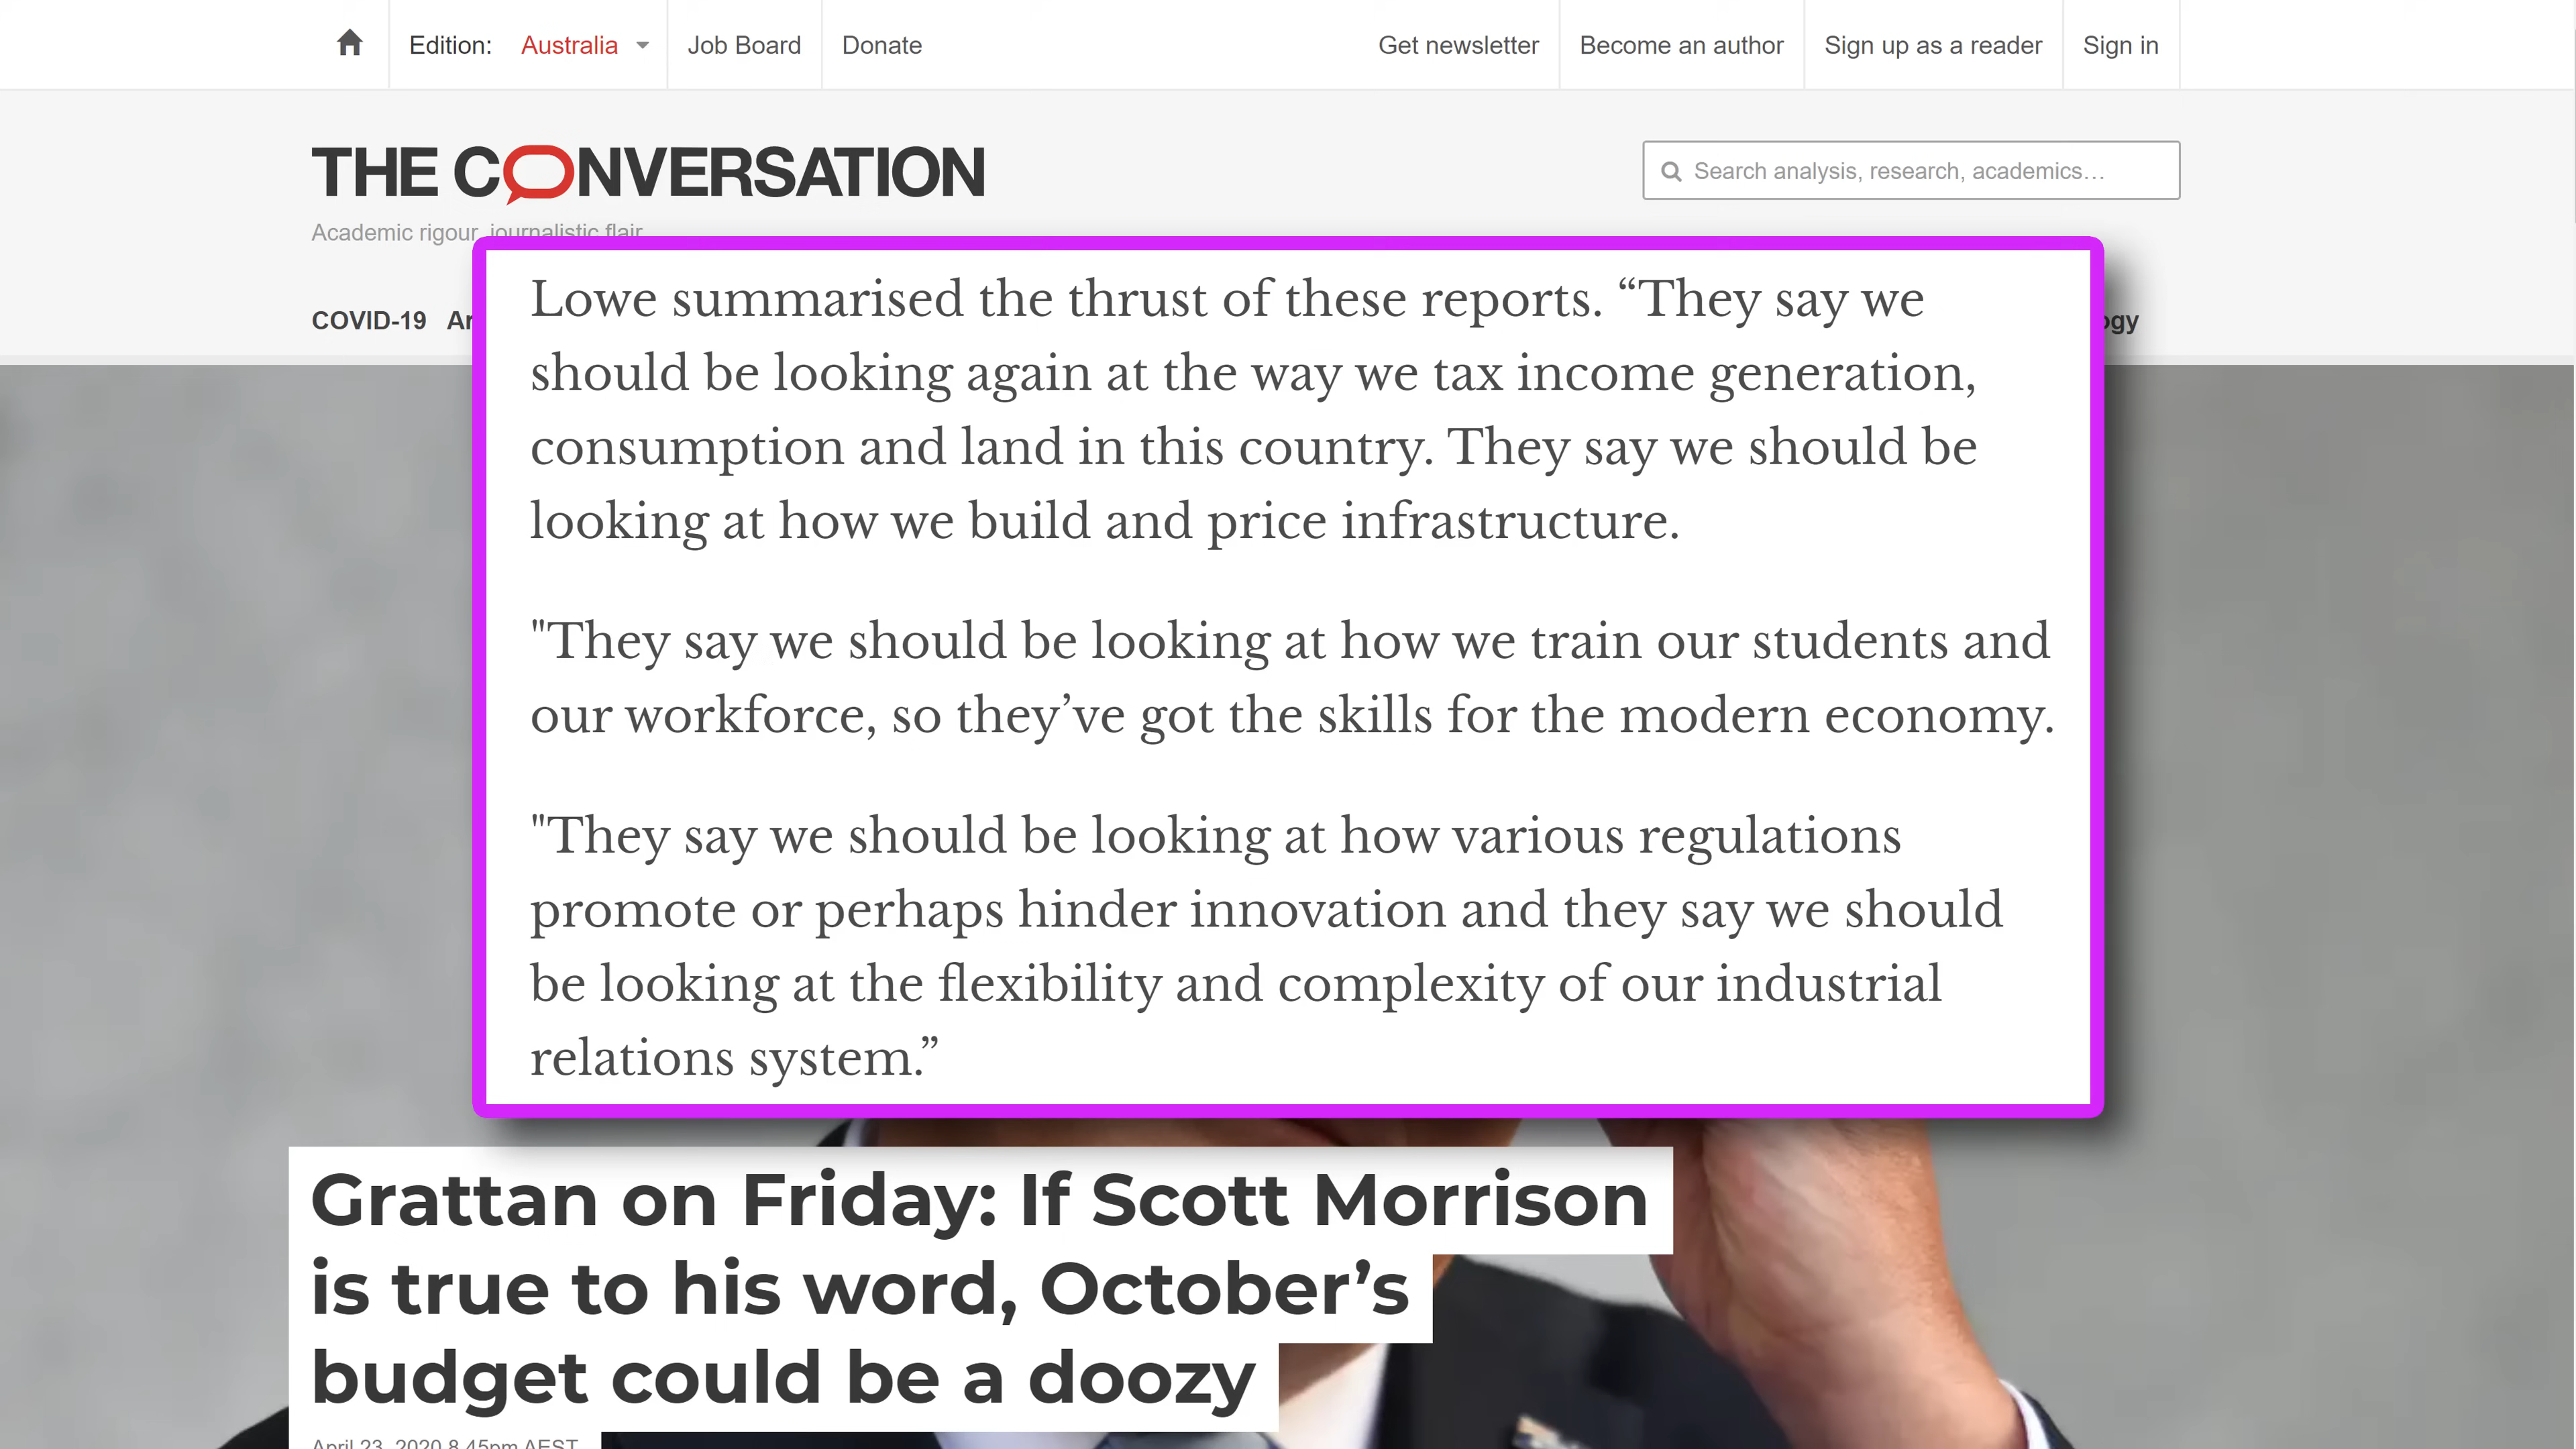 Edition: Australia
Job Board
Donate
Get newsletter
Become an author
Sign up as a reader
Sign in
THE CONVERSATION
Search analysis, research, academics…
Academic rigour, journalistic flair
COVID-19
Lowe summarised the thrust of these reports. “They say we
should be looking again at the way we tax income generation,
consumption and land in this country. They say we should be
looking at how we build and price infrastructure.
"They say we should be looking at how we train our students and
our workforce, so they’ve got the skills for the modern economy.
"They say we should be looking at how various regulations
promote or perhaps hinder innovation and they say we should
be looking at the flexibility and complexity of our industrial
relations system.”
Grattan on Friday: If Scott Morrison
is true to his word, October’s
budget could be a doozy
April 23, 2020 8.45pm AEST